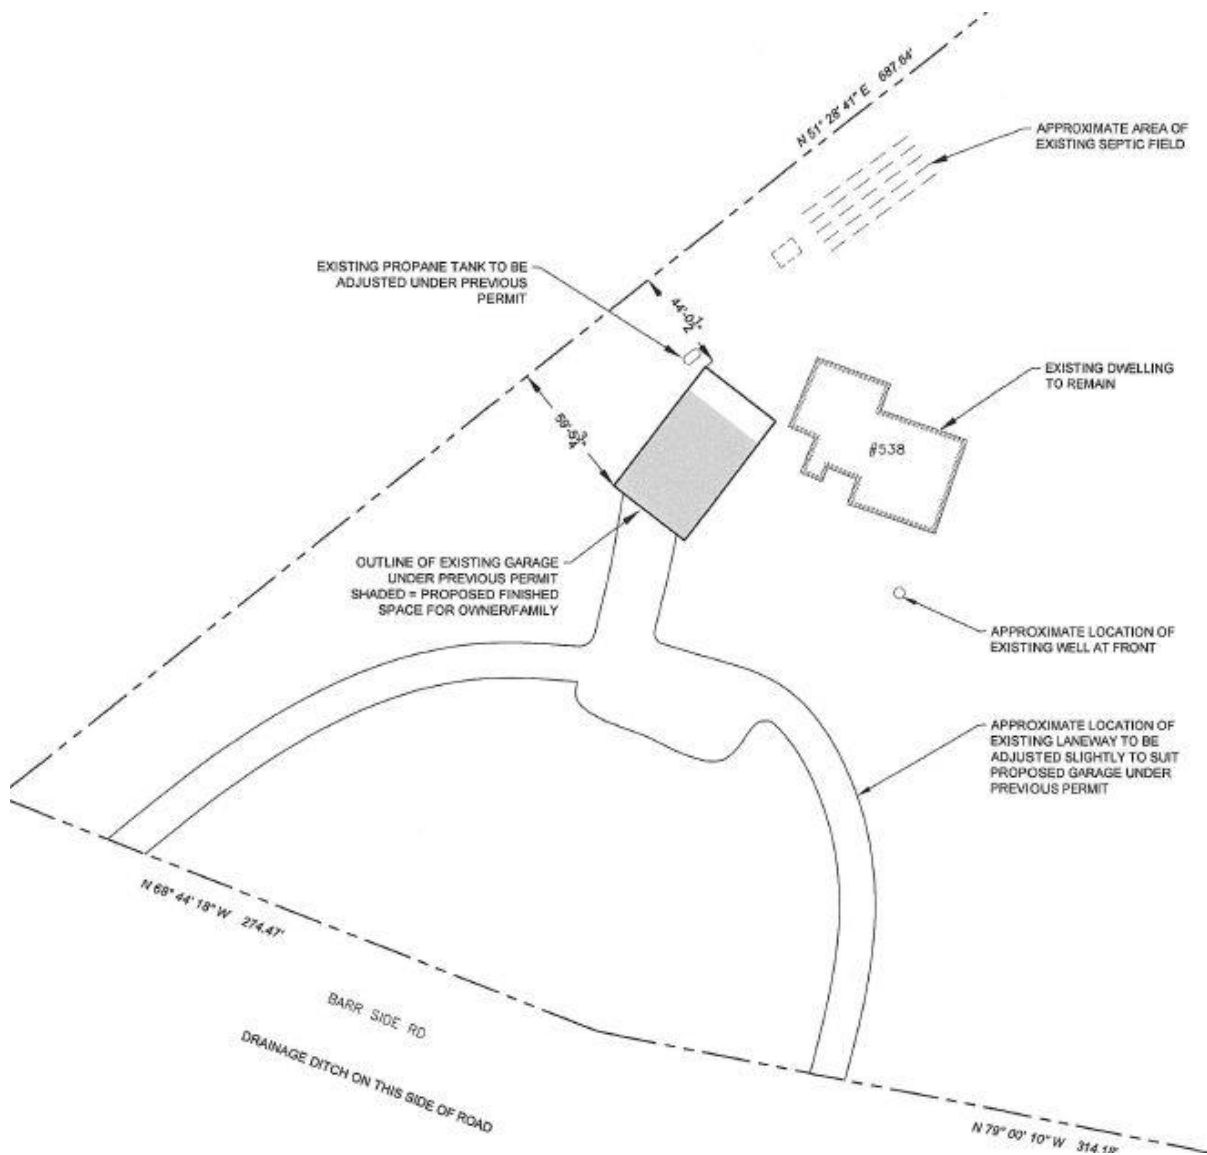 N 51° 28' 41" E 687.64'
APPROXIMATE AREA OF
EXISTING SEPTIC FIELD
EXISTING PROPANE TANK TO BE
ADJUSTED UNDER PREVIOUS
PERMIT
44'-0½"
EXISTING DWELLING
TO REMAIN
#538
OUTLINE OF EXISTING GARAGE
UNDER PREVIOUS PERMIT
SHADED = PROPOSED FINISHED
SPACE FOR OWNER/FAMILY
APPROXIMATE LOCATION OF
EXISTING WELL AT FRONT
APPROXIMATE LOCATION OF
EXISTING LANEWAY TO BE
ADJUSTED SLIGHTLY TO SUIT
PROPOSED GARAGE UNDER
PREVIOUS PERMIT
N 68° 44' 18" W 274.47'
BARR SIDE RD
DRAINAGE DITCH ON THIS SIDE OF ROAD
N 79° 00' 10" W 314.18'